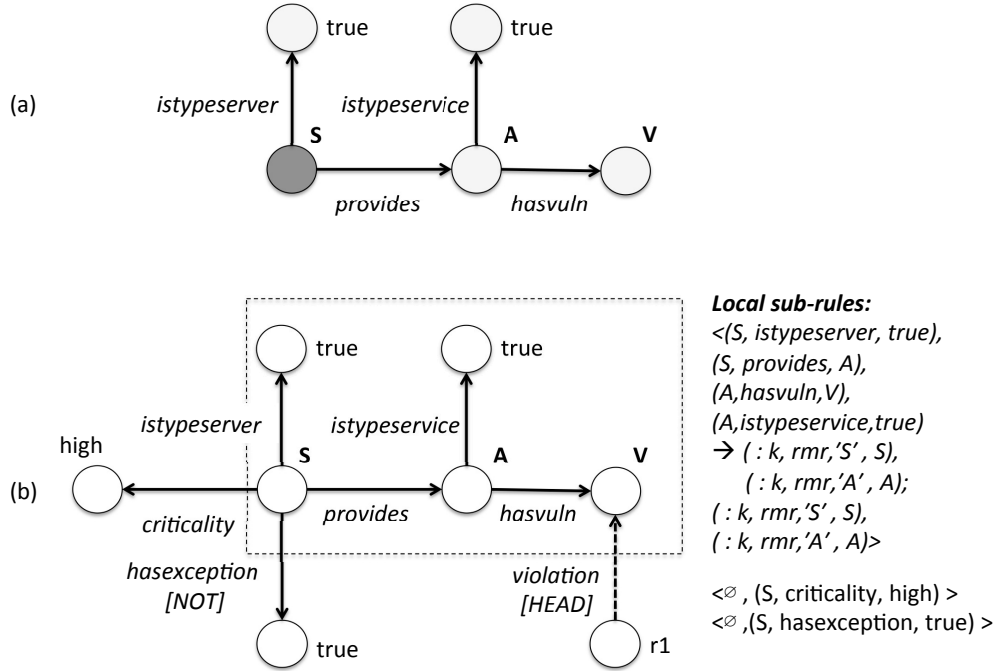 true
true
istypeserver
istypeservice
(a)
S
A
V
provides
hasvuln
Local sub-rules:
<(S, istypeserver, true),
(S, provides, A),
(A,hasvuln,V),
(A,istypeservice,true)
→ ( : k, rmr,’S’ , S),
( : k, rmr,’A’ , A);
( : k, rmr,’S’ , S),
( : k, rmr,’A’ , A)>
<∅ , (S, criticality, high) >
<∅ ,(S, hasexception, true) >
true
true
istypeserver
istypeservice
high
S
A
V
(b)
criticality
provides
hasvuln
hasexception
[NOT]
violation
[HEAD]
true
r1